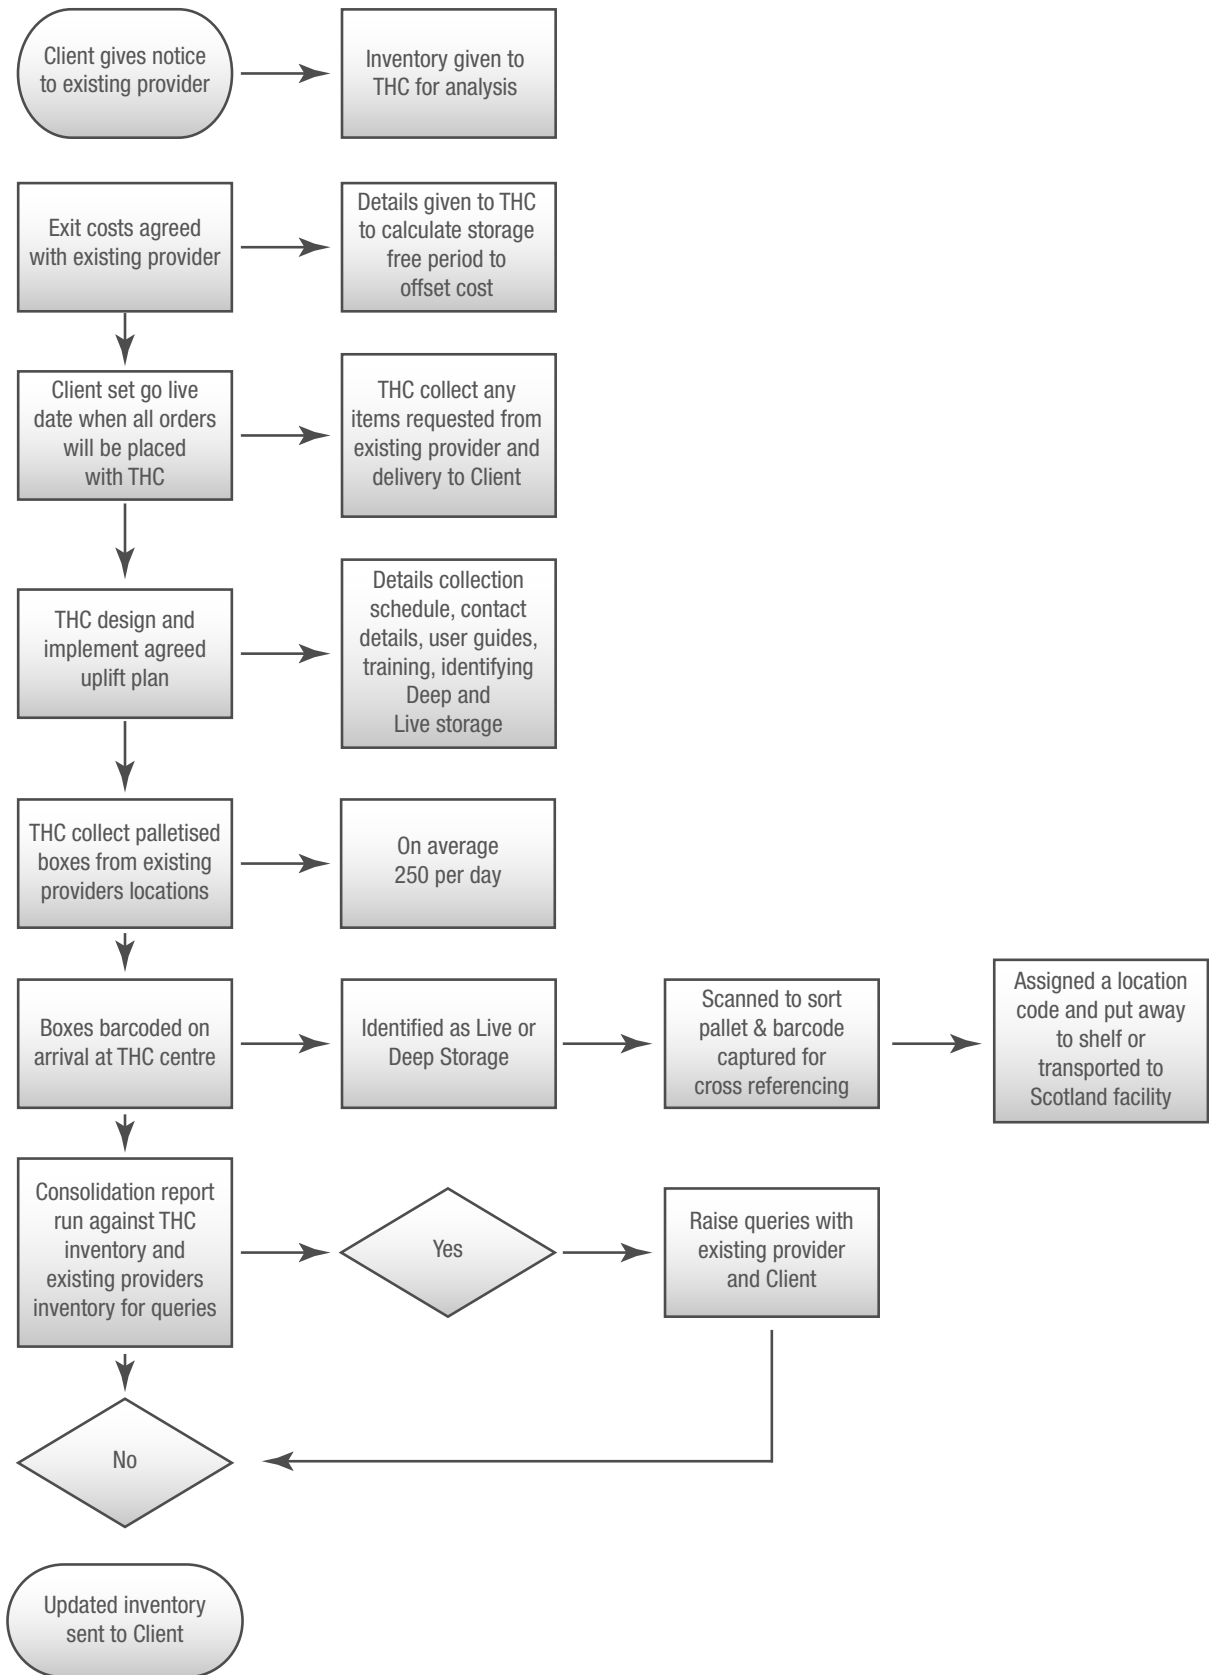 Client gives notice
to existing provider
Inventory given to
THC for analysis
Exit costs agreed
with existing provider
Details given to THC
to calculate storage
free period to
offset cost
Client set go live
date when all orders
will be placed
with THC
THC collect any
items requested from
existing provider and
delivery to Client
THC design and
implement agreed
uplift plan
Details collection
schedule, contact
details, user guides,
training, identifying
Deep and
Live storage
THC collect palletised
boxes from existing
providers locations
On average
250 per day
Boxes barcoded on
arrival at THC centre
Identified as Live or
Deep Storage
Scanned to sort
pallet & barcode
captured for
cross referencing
Assigned a location
code and put away
to shelf or
transported to
Scotland facility
Consolidation report
run against THC
inventory and
existing providers
inventory for queries
Yes
Raise queries with
existing provider
and Client
No
Updated inventory
sent to Client